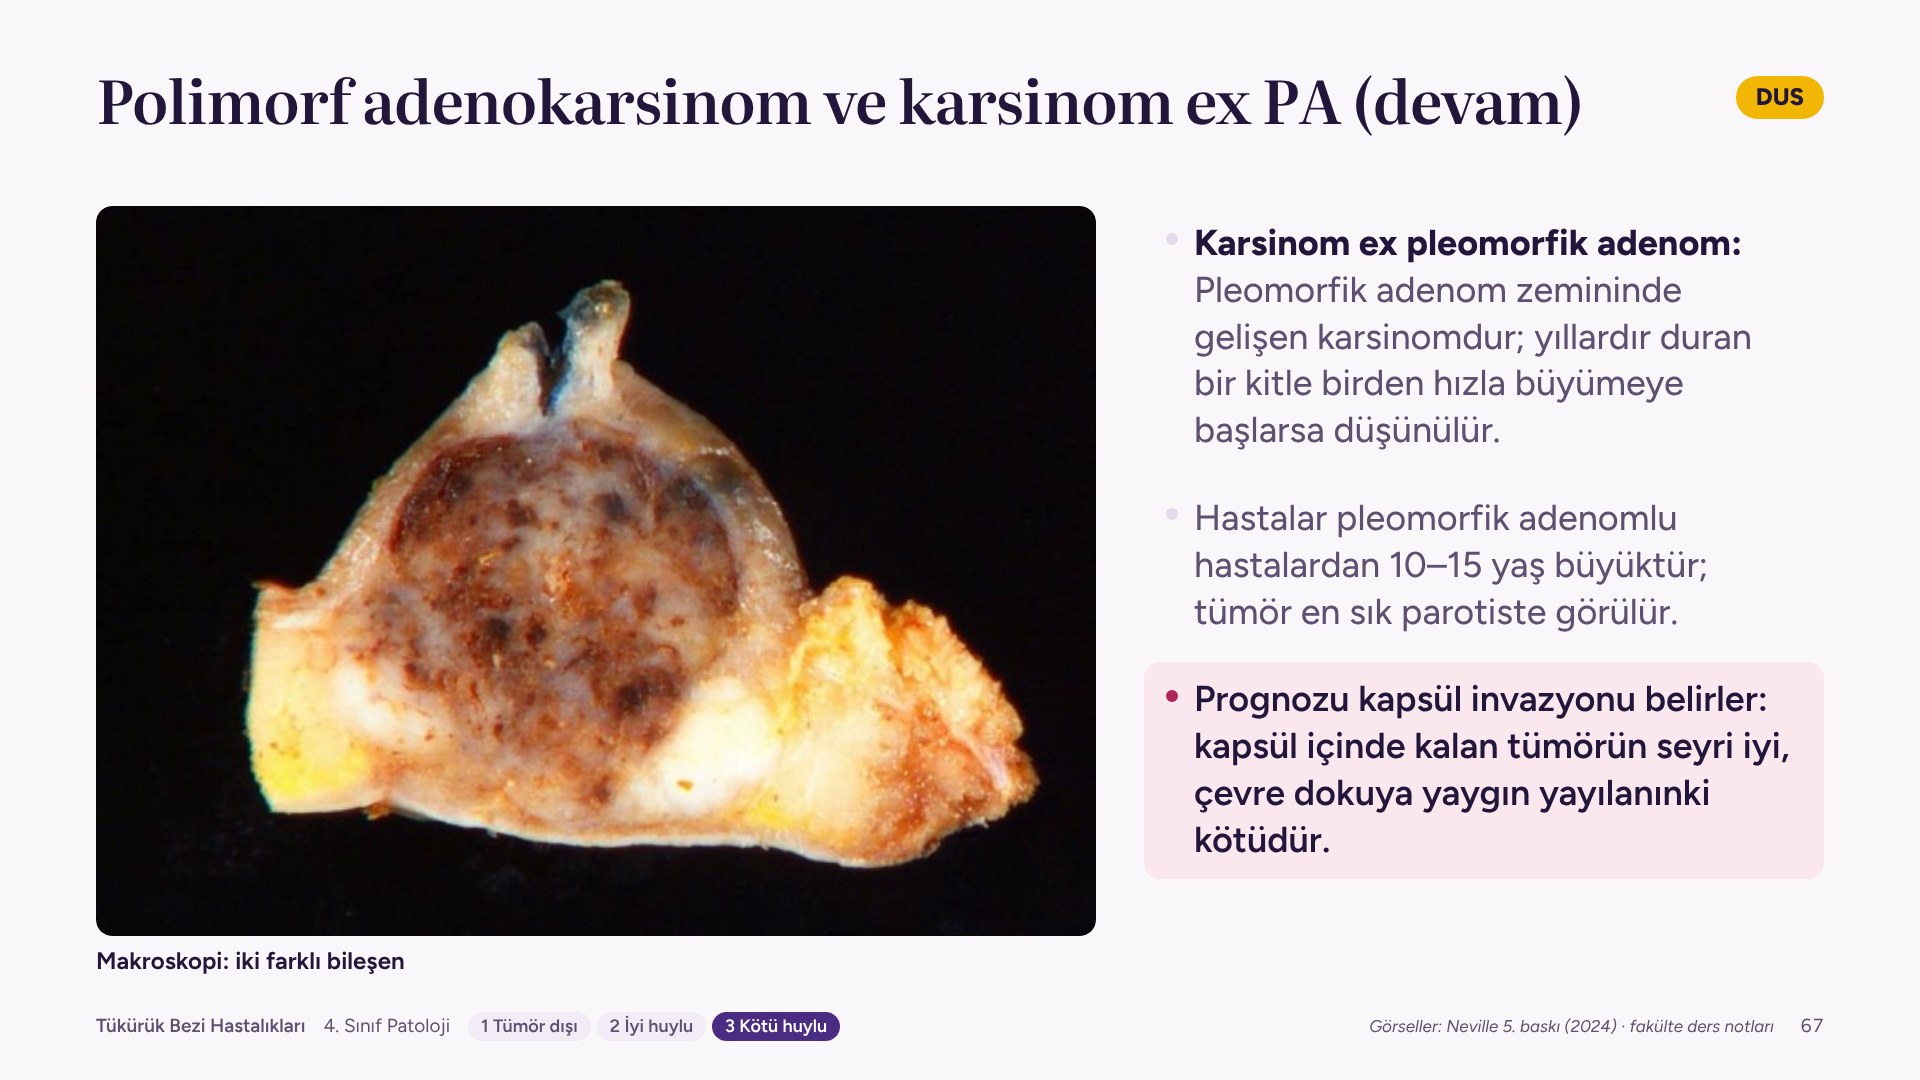 Polimorf adenokarsinom ve karsinom ex PA (devam)
DUS
Karsinom ex pleomorfik adenom:
Pleomorfik adenom zemininde
gelişen karsinomdur; yıllardır duran
bir kitle birden hızla büyümeye
başlarsa düşünülür.
Hastalar pleomorfik adenomlu
hastalardan 10–15 yaş büyüktür;
tümör en sık parotiste görülür.
Prognozu kapsül invazyonu belirler:
kapsül içinde kalan tümörün seyri iyi,
çevre dokuya yaygın yayılanınki
kötüdür.
Makroskopi: iki farklı bileşen
Tükürük Bezi Hastalıkları 4. Sınıf Patoloji 1 Tümör dışı 2 İyi huylu 3 Kötü huylu
Görseller: Neville 5. baskı (2024) · fakülte ders notları 67